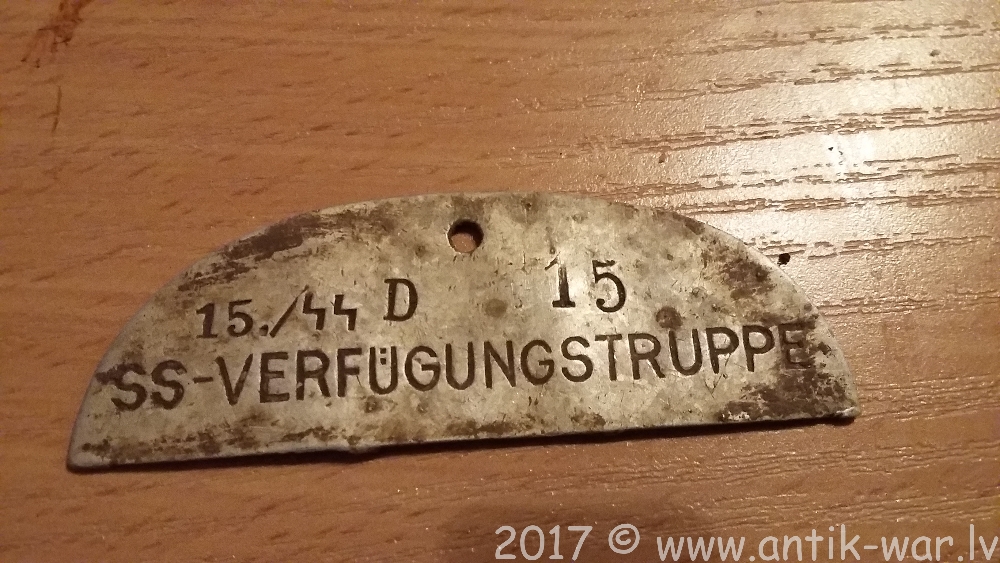 15./ᛋᛋ D 15
SS-VERFÜGUNGSTRUPPE
2017 © www.antik-war.lv